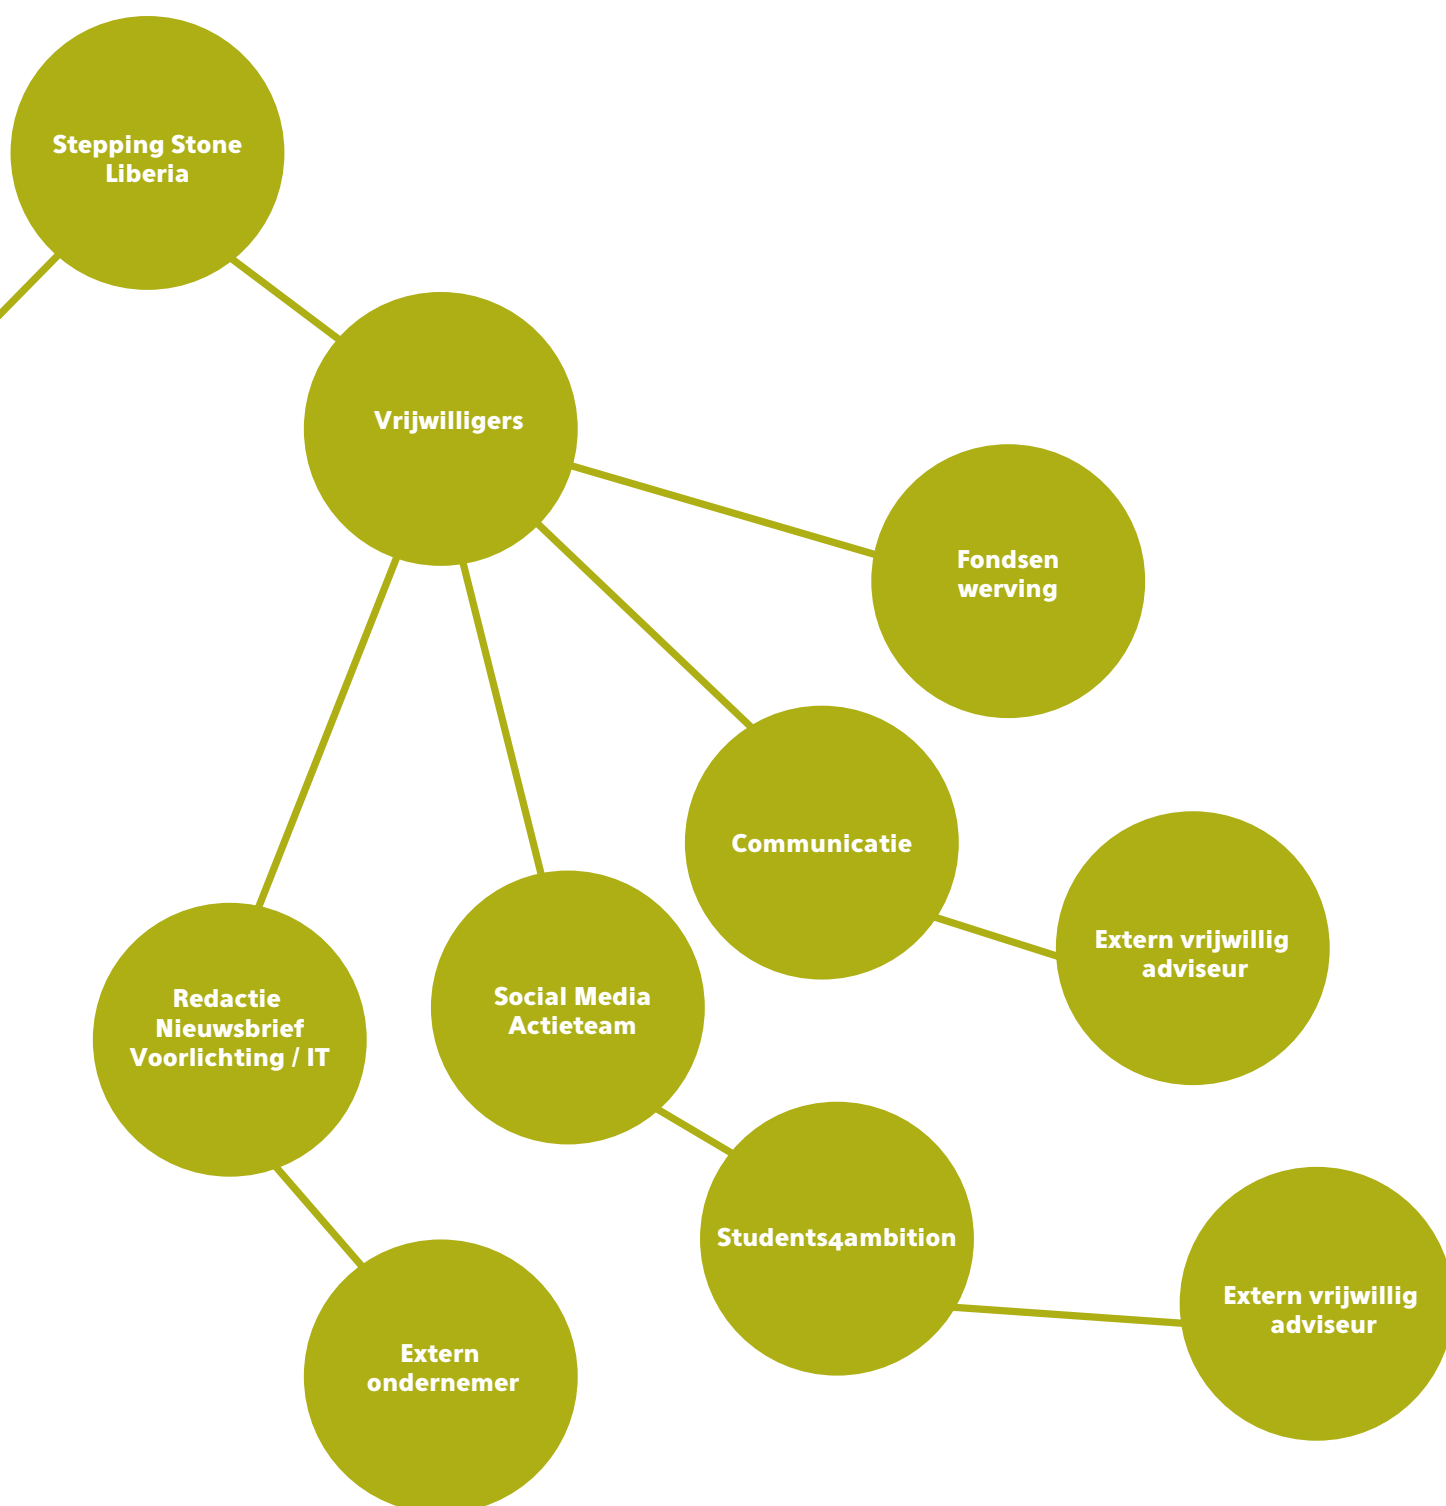 Stepping Stone
Liberia
Vrijwilligers
Fondsen
werving
Communicatie
Extern vrijwillig
adviseur
Redactie
Nieuwsbrief
Voorlichting / IT
Social Media
Actieteam
Students4ambition
Extern vrijwillig
adviseur
Extern
ondernemer